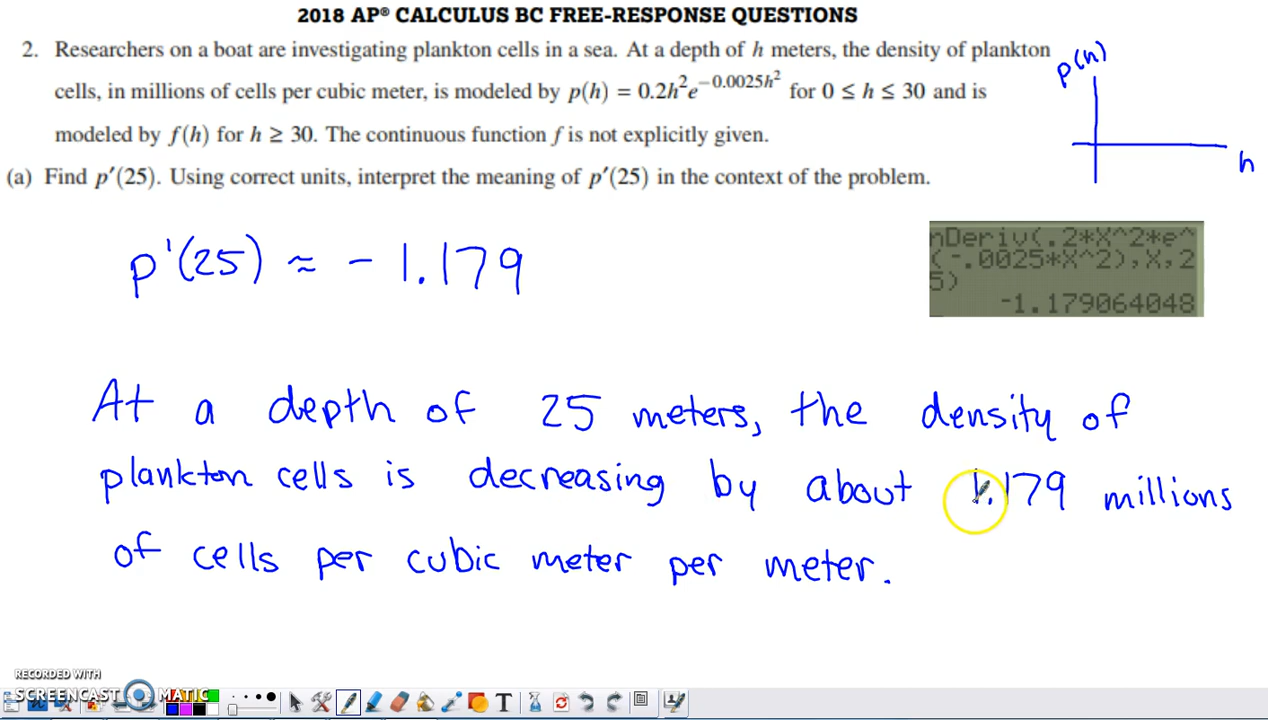 2018 AP® CALCULUS BC FREE-RESPONSE QUESTIONS
2. Researchers on a boat are investigating plankton cells in a sea. At a depth of h meters, the density of plankton
cells, in millions of cells per cubic meter, is modeled by p(h) = 0.2h²e^(−0.0025h²) for 0 ≤ h ≤ 30 and is
modeled by f(h) for h ≥ 30. The continuous function f is not explicitly given.
p(h)
h
(a) Find p′(25). Using correct units, interpret the meaning of p′(25) in the context of the problem.
p'(25) ≈ - 1.179
nDeriv(.2*X^2*e^
(-.0025*X^2),X,2
5)
-1.179064048
At a depth of 25 meters, the density of
plankton cells is decreasing by about 1.179 millions
of cells per cubic meter per meter.
RECORDED WITH
SCREENCAST MATIC
T